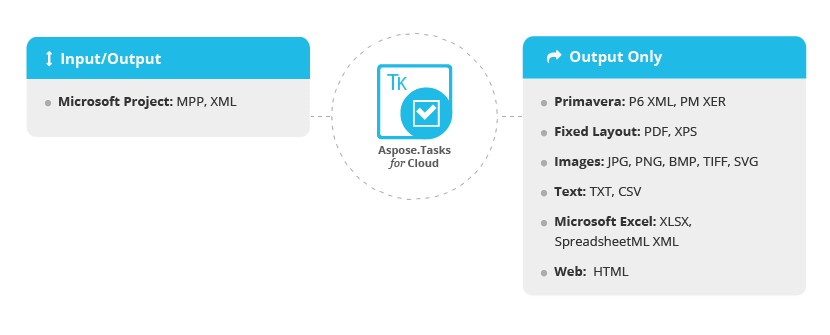 Input/Output
Microsoft Project: MPP, XML
TK
Aspose.Tasks
for Cloud
Output Only
Primavera: P6 XML, PM XER
Fixed Layout: PDF, XPS
Images: JPG, PNG, BMP, TIFF, SVG
Text: TXT, CSV
Microsoft Excel: XLSX,
SpreadsheetML XML
Web: HTML